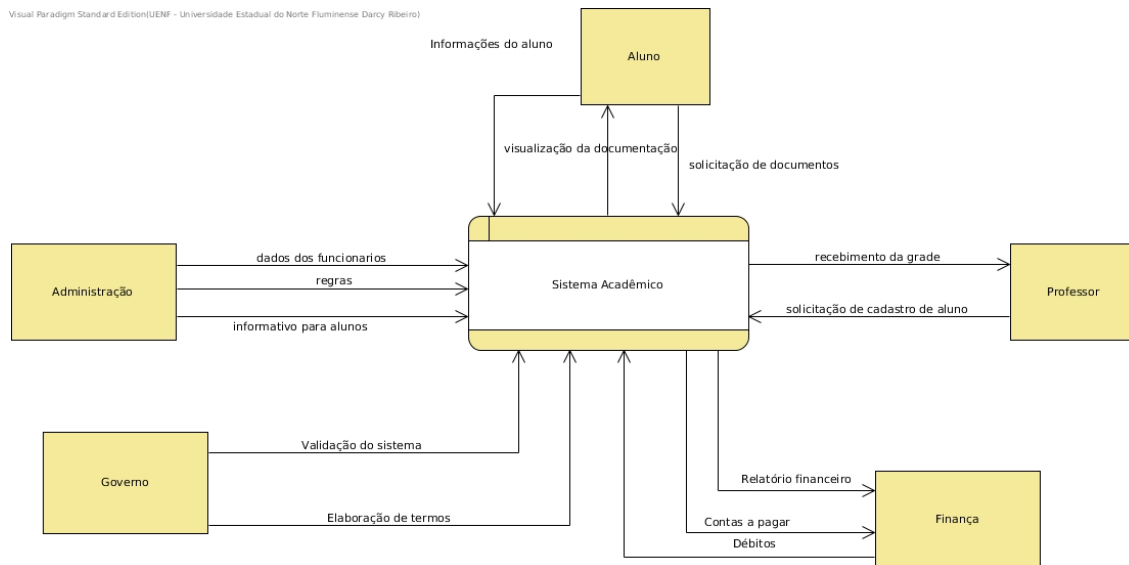 Visual Paradigm Standard Edition(UENF - Universidade Estadual do Norte Fluminense Darcy Ribeiro)
Informações do aluno
Aluno
visualização da documentação
solicitação de documentos
Administração
dados dos funcionarios
regras
informativo para alunos
Sistema Acadêmico
recebimento da grade
solicitação de cadastro de aluno
Professor
Governo
Validação do sistema
Elaboração de termos
Relatório financeiro
Contas a pagar
Débitos
Finança